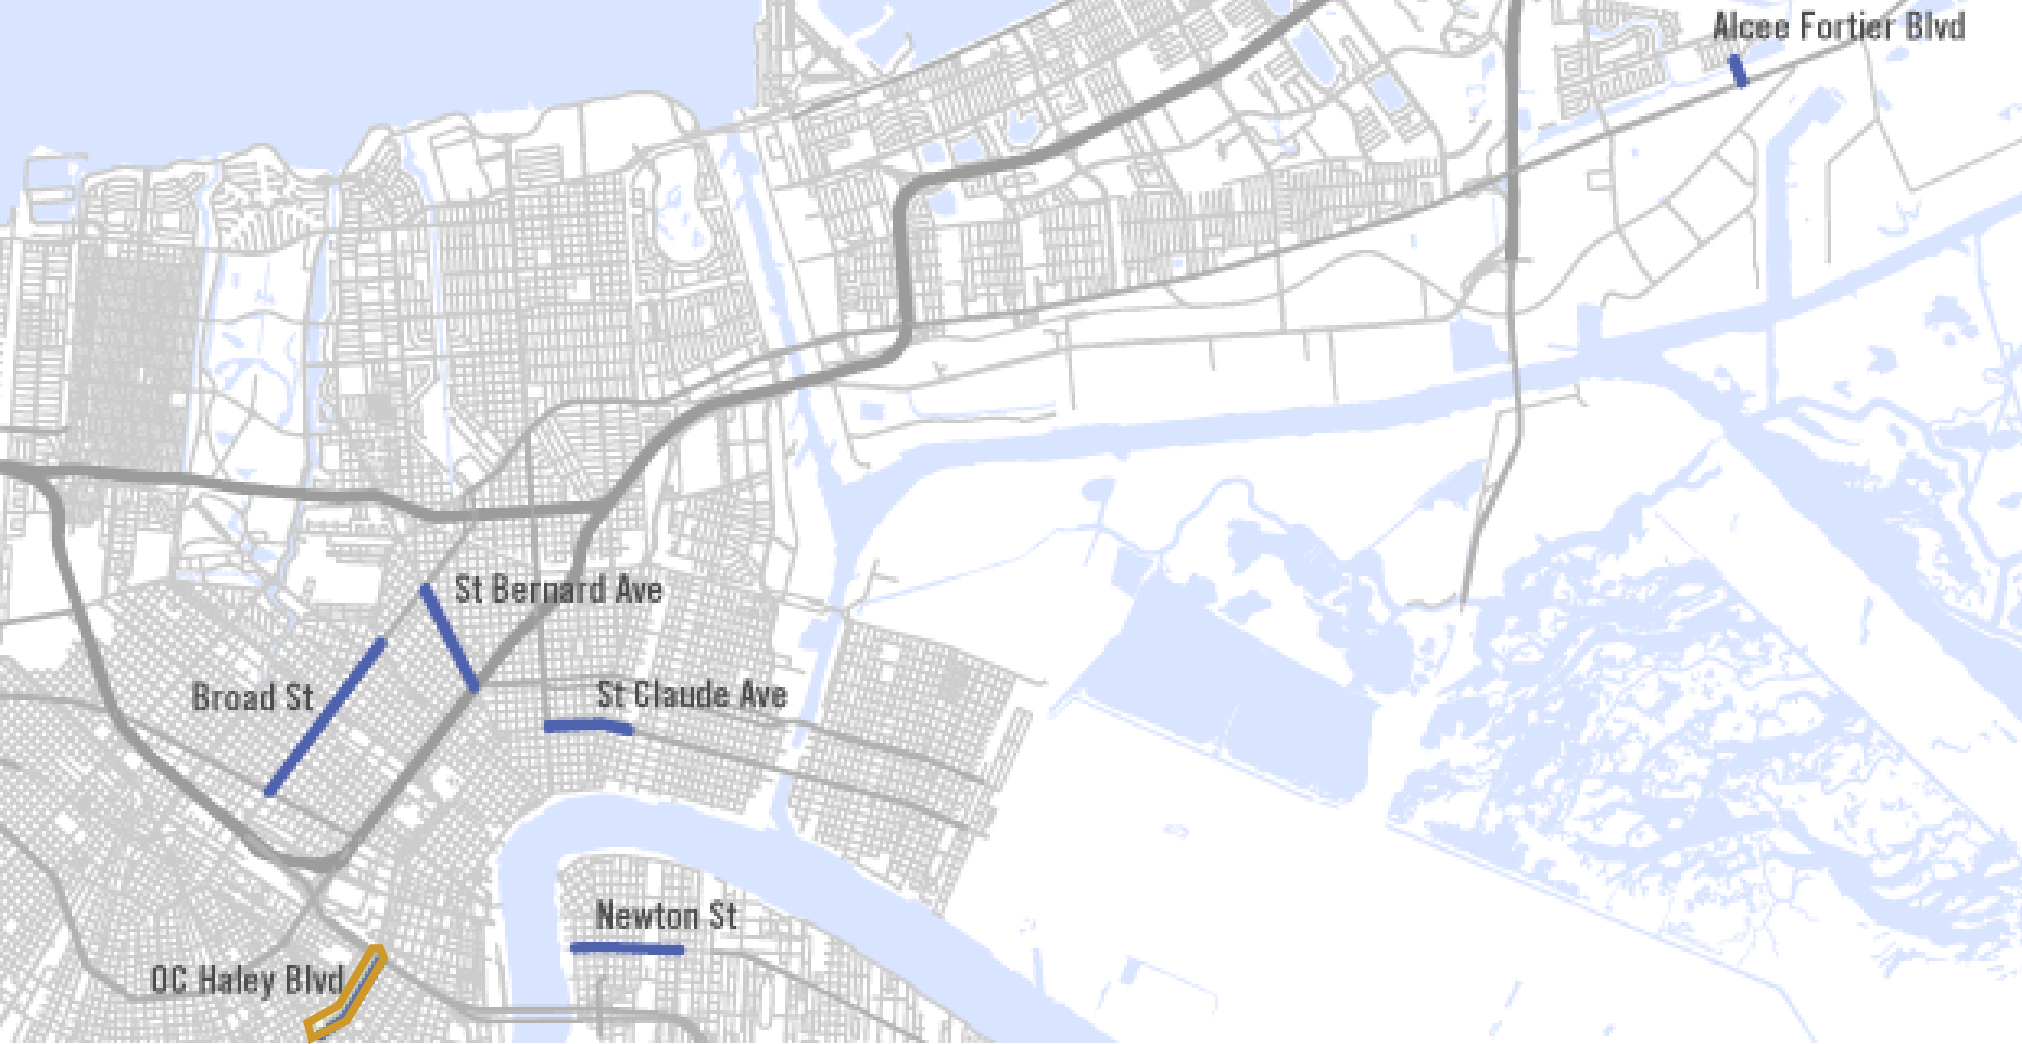 Alcee Fortier Blvd
St Bernard Ave
Broad St
St Claude Ave
Newton St
OC Haley Blvd